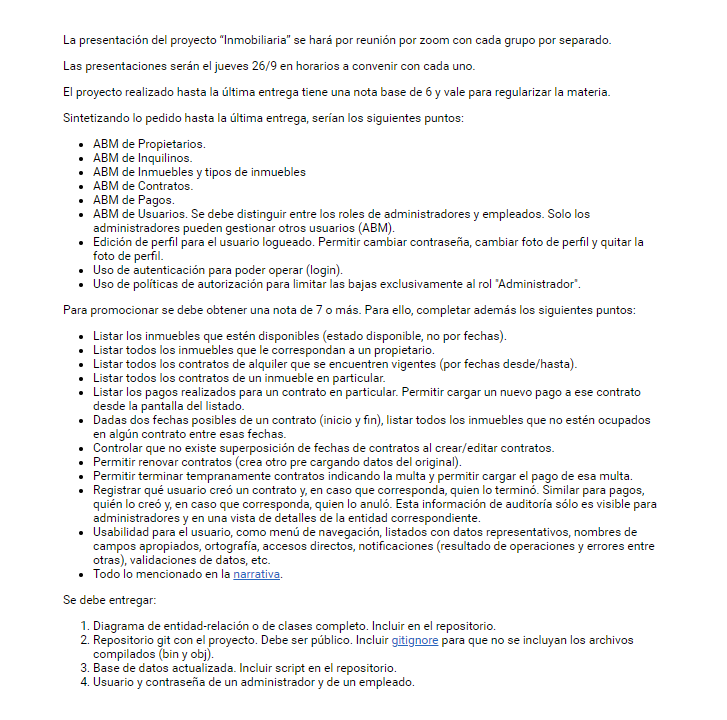 La presentación del proyecto “Inmobiliaria” se hará por reunión por zoom con cada grupo por separado.
Las presentaciones serán el jueves 26/9 en horarios a convenir con cada uno.
El proyecto realizado hasta la última entrega tiene una nota base de 6 y vale para regularizar la materia.
Sintetizando lo pedido hasta la última entrega, serían los siguientes puntos:
• ABM de Propietarios.
• ABM de Inquilinos.
• ABM de Inmuebles y tipos de inmuebles
• ABM de Contratos.
• ABM de Pagos.
• ABM de Usuarios. Se debe distinguir entre los roles de administradores y empleados. Solo los
administradores pueden gestionar otros usuarios (ABM).
• Edición de perfil para el usuario logueado. Permitir cambiar contraseña, cambiar foto de perfil y quitar la
foto de perfil.
• Uso de autenticación para poder operar (login).
• Uso de políticas de autorización para limitar las bajas exclusivamente al rol "Administrador".
Para promocionar se debe obtener una nota de 7 o más. Para ello, completar además los siguientes puntos:
• Listar los inmuebles que estén disponibles (estado disponible, no por fechas).
• Listar todos los inmuebles que le correspondan a un propietario.
• Listar todos los contratos de alquiler que se encuentren vigentes (por fechas desde/hasta).
• Listar todos los contratos de un inmueble en particular.
• Listar los pagos realizados para un contrato en particular. Permitir cargar un nuevo pago a ese contrato
desde la pantalla del listado.
• Dadas dos fechas posibles de un contrato (inicio y fin), listar todos los inmuebles que no estén ocupados
en algún contrato entre esas fechas.
• Controlar que no existe superposición de fechas de contratos al crear/editar contratos.
• Permitir renovar contratos (crea otro pre cargando datos del original).
• Permitir terminar tempranamente contratos indicando la multa y permitir cargar el pago de esa multa.
• Registrar qué usuario creó un contrato y, en caso que corresponda, quien lo terminó. Similar para pagos,
quién lo creó y, en caso que corresponda, quien lo anuló. Esta información de auditoría sólo es visible para
administradores y en una vista de detalles de la entidad correspondiente.
• Usabilidad para el usuario, como menú de navegación, listados con datos representativos, nombres de
campos apropiados, ortografía, accesos directos, notificaciones (resultado de operaciones y errores entre
otras), validaciones de datos, etc.
• Todo lo mencionado en la narrativa.
Se debe entregar:
1. Diagrama de entidad-relación o de clases completo. Incluir en el repositorio.
2. Repositorio git con el proyecto. Debe ser público. Incluir gitignore para que no se incluyan los archivos
compilados (bin y obj).
3. Base de datos actualizada. Incluir script en el repositorio.
4. Usuario y contraseña de un administrador y de un empleado.